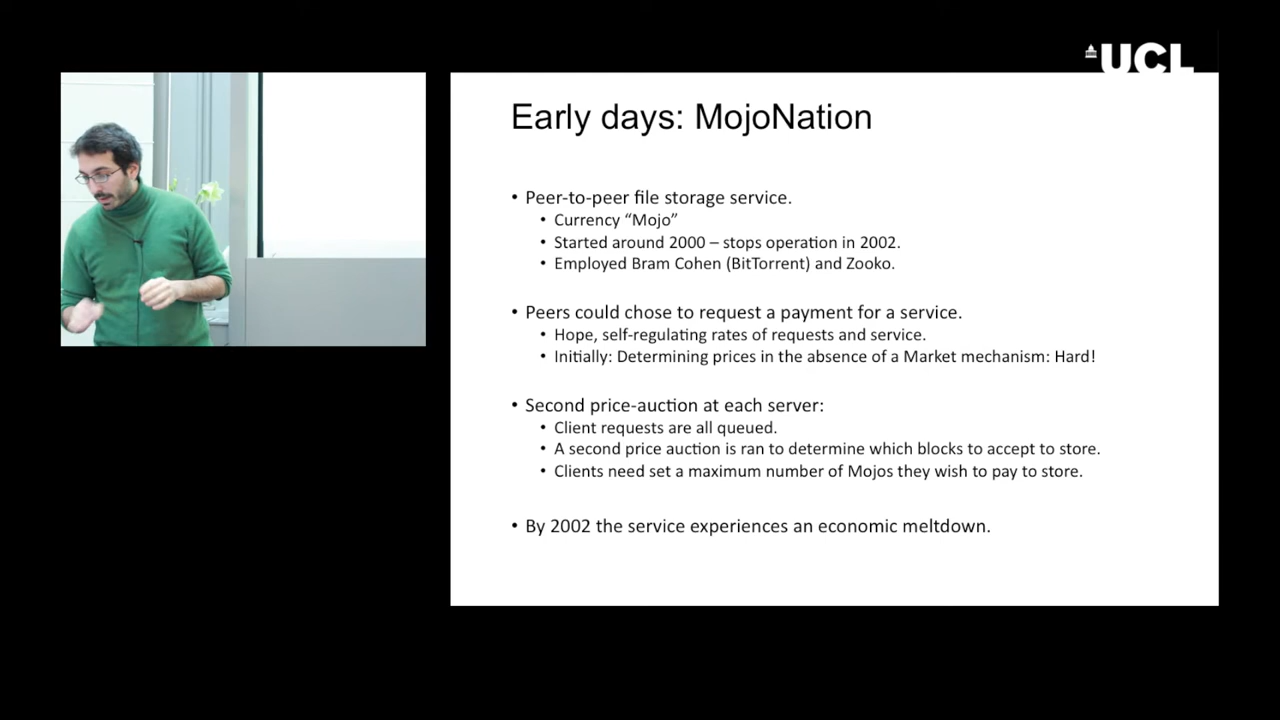 UCL
Early days: MojoNation
• Peer-to-peer file storage service.
• Currency “Mojo”
• Started around 2000 – stops operation in 2002.
• Employed Bram Cohen (BitTorrent) and Zooko.
• Peers could chose to request a payment for a service.
• Hope, self-regulating rates of requests and service.
• Initially: Determining prices in the absence of a Market mechanism: Hard!
• Second price-auction at each server:
• Client requests are all queued.
• A second price auction is ran to determine which blocks to accept to store.
• Clients need set a maximum number of Mojos they wish to pay to store.
• By 2002 the service experiences an economic meltdown.